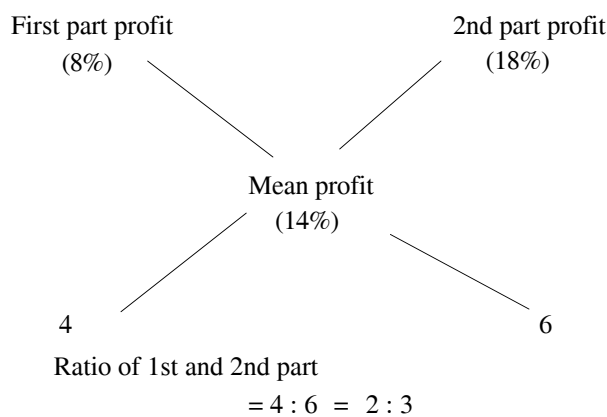 First part profit 2nd part profit
(8%) (18%)
Mean profit
(14%)
4 6
Ratio of 1st and 2nd part
= 4 : 6 = 2 : 3